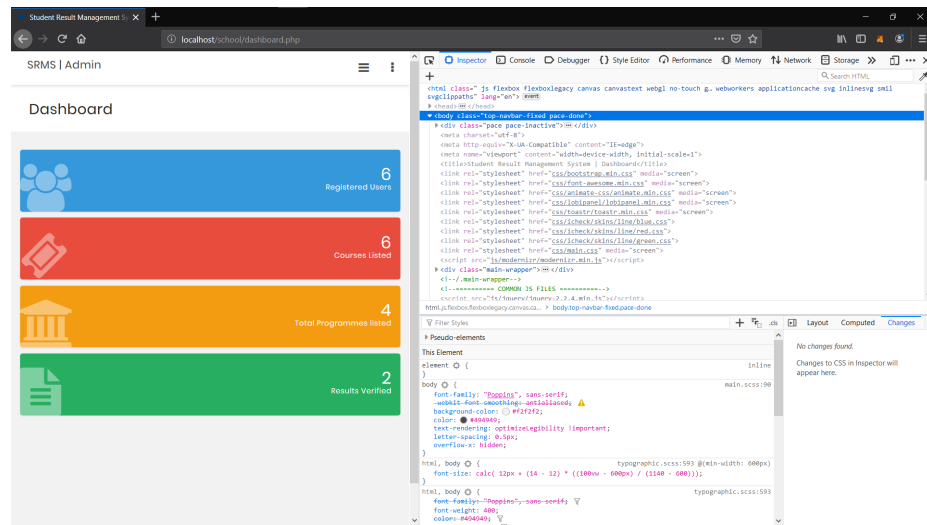 Student Result Management Sy
localhost/school/dashboard.php
SRMS | Admin
Dashboard
6
Registered Users
6
Courses Listed
4
Total Programmes listed
2
Results Verified
Inspector Console Debugger {} Style Editor Performance Memory Network Storage
Search HTML
<html class=" js flexbox flexboxlegacy canvas canvastext webgl no-touch g… webworkers applicationcache svg inlinesvg smil
svgclippaths" lang="en"> event
<head> </head>
<body class="top-navbar-fixed pace-done">
<div class="pace pace-inactive"> </div>
<meta charset="utf-8">
<meta http-equiv="X-UA-Compatible" content="IE=edge">
<meta name="viewport" content="width=device-width, initial-scale=1">
<title>Student Result Management System | Dashboard</title>
<link rel="stylesheet" href="css/bootstrap.min.css" media="screen">
<link rel="stylesheet" href="css/font-awesome.min.css" media="screen">
<link rel="stylesheet" href="css/animate-css/animate.min.css" media="screen">
<link rel="stylesheet" href="css/lobipanel/lobipanel.min.css" media="screen">
<link rel="stylesheet" href="css/toastr/toastr.min.css" media="screen">
<link rel="stylesheet" href="css/icheck/skins/line/blue.css">
<link rel="stylesheet" href="css/icheck/skins/line/red.css">
<link rel="stylesheet" href="css/icheck/skins/line/green.css">
<link rel="stylesheet" href="css/main.css" media="screen">
<script src="js/modernizr/modernizr.min.js"></script>
<div class="main-wrapper"> </div>
<!--/.main-wrapper-->
<!--========== COMMON JS FILES ==========-->
<script src="js/jquery/jquery-2.2.4.min.js"></script>
html.js.flexbox.flexboxlegacy.canvas.ca… > body.top-navbar-fixed.pace-done
Filter Styles
:hov .cls
Layout Computed Changes
Pseudo-elements
This Element
element { inline
}
body { main.scss:90
font-family: "Poppins", sans-serif;
-webkit-font-smoothing: antialiased;
background-color: #f2f2f2;
color: #494949;
text-rendering: optimizeLegibility !important;
letter-spacing: 0.5px;
overflow-x: hidden;
}
html, body { typographic.scss:593 @(min-width: 600px)
font-size: calc( 12px + (14 - 12) * ((100vw - 600px) / (1140 - 600)));
}
html, body { typographic.scss:593
font-family: "Poppins", sans-serif;
font-weight: 400;
color: #494949;
No changes found.
Changes to CSS in Inspector will
appear here.